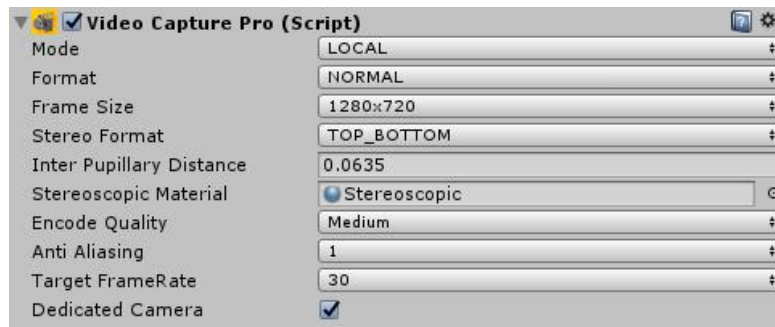 Video Capture Pro (Script)
Mode LOCAL
Format NORMAL
Frame Size 1280x720
Stereo Format TOP_BOTTOM
Inter Pupillary Distance 0.0635
Stereoscopic Material Stereoscopic
Encode Quality Medium
Anti Aliasing 1
Target FrameRate 30
Dedicated Camera